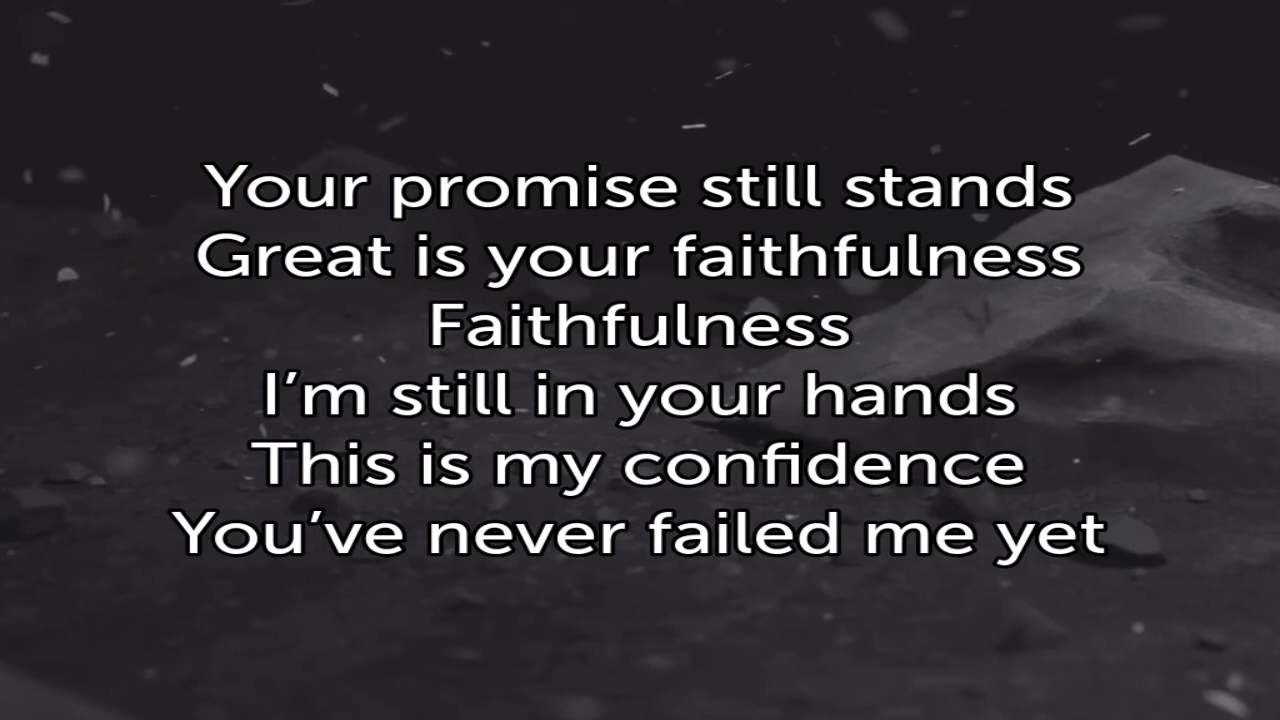 Your promise still stands
Great is your faithfulness
Faithfulness
I’m still in your hands
This is my confidence
You’ve never failed me yet